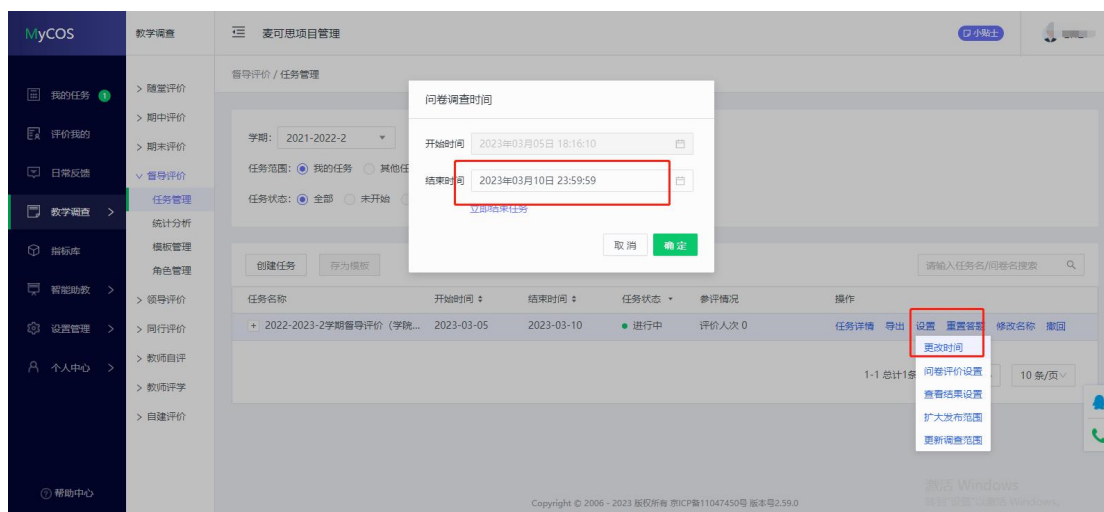 MyCOS
教学调查
麦可思项目管理
小贴士
督导评价 / 任务管理
我的任务 1
评价我的
日常反馈
教学调查 >
指标库
智能助教 >
设置管理 >
个人中心 >
帮助中心
> 随堂评价
> 期中评价
> 期末评价
督导评价
任务管理
统计分析
模板管理
角色管理
> 领导评价
> 同行评价
> 教师自评
> 教师评学
> 自建评价
学期: 2021-2022-2
任务范围: 我的任务 其他任
任务状态: 全部 未开始
问卷调查时间
开始时间 2023年03月05日 18:16:10
结束时间 2023年03月10日 23:59:59
立即结束任务
取消 确定
创建任务 存为模板
请输入任务名/问卷名搜索
任务名称 开始时间 结束时间 任务状态 参评情况 操作
+ 2022-2023-2学期督导评价（学院... 2023-03-05 2023-03-10 进行中 评价人次 0 任务详情 导出 设置 重置答题 修改名称 撤回
更改时间
问卷评价设置
查看结果设置
扩大发布范围
更新调查范围
1-1 总计1条
10 条/页
Copyright © 2006 - 2023 版权所有 京ICP备11047450号 版本号2.59.0
激活 Windows